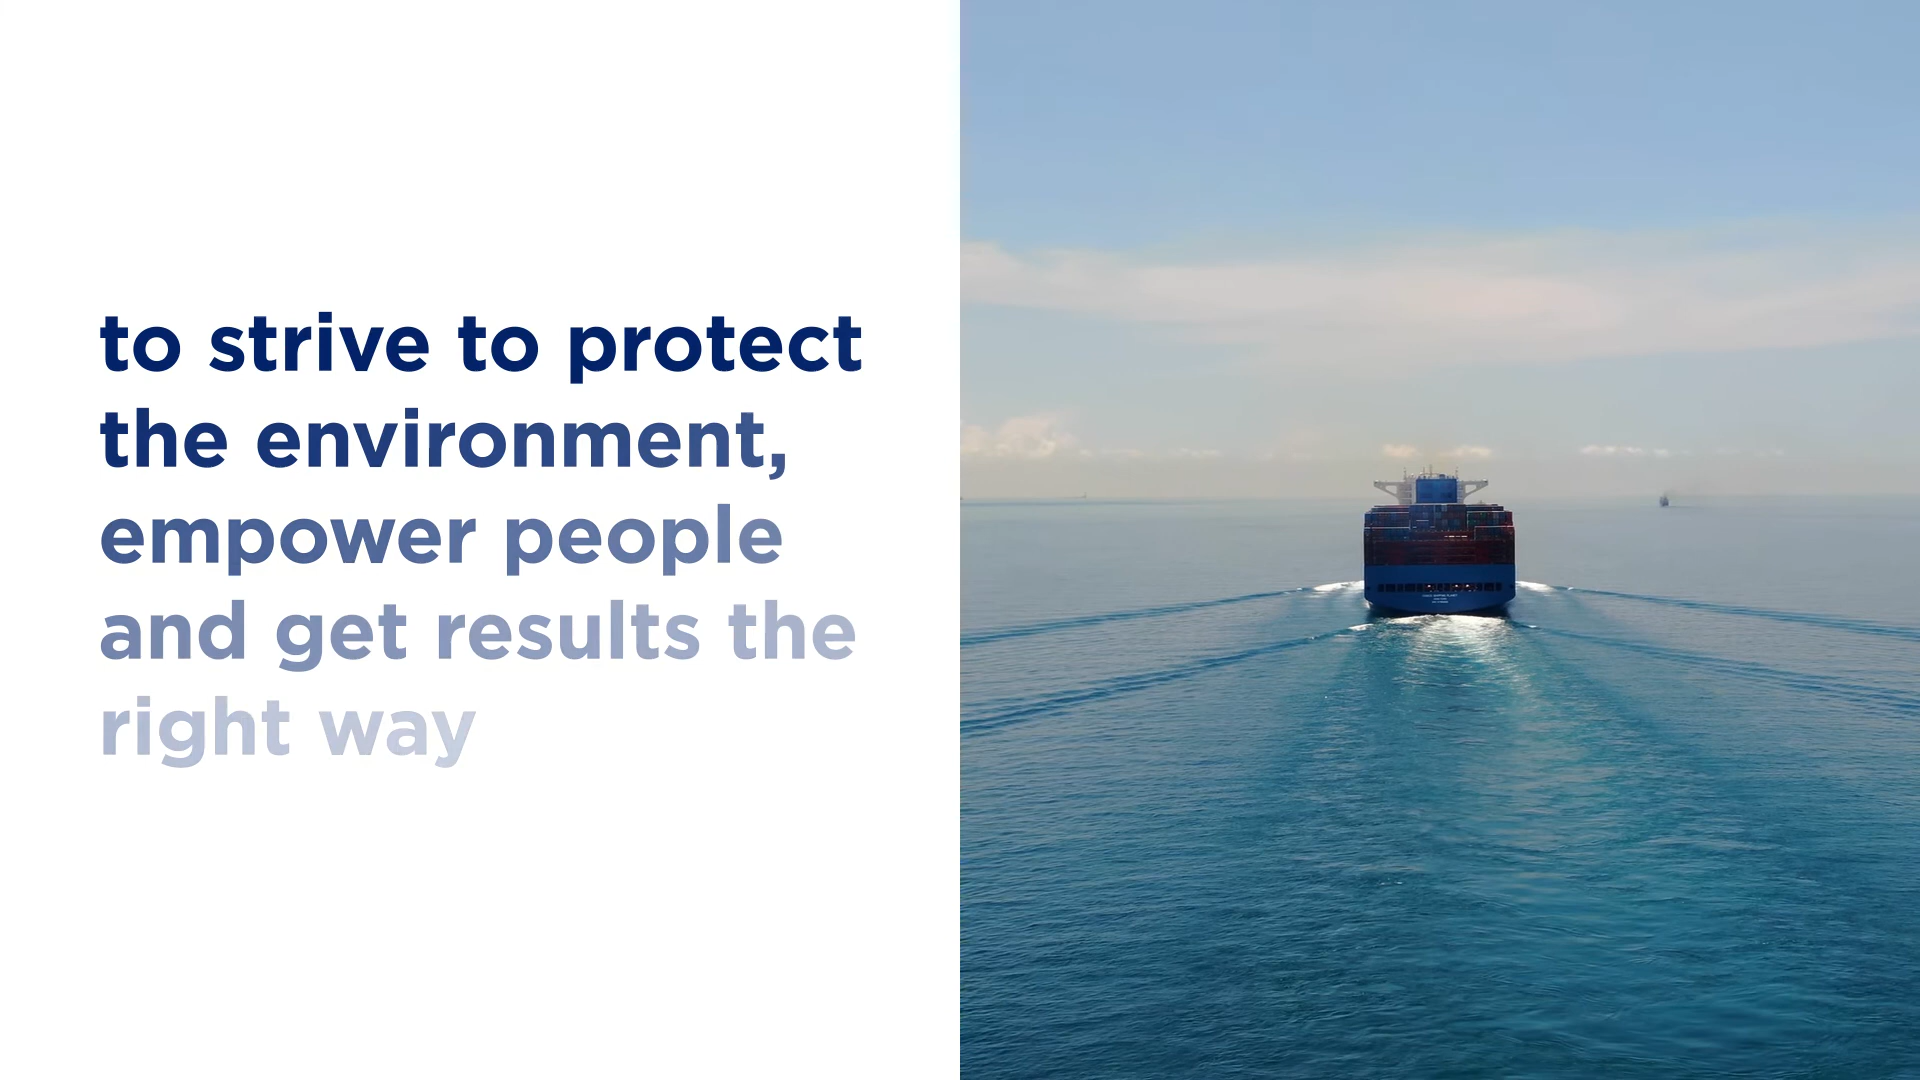 to strive to protect
the environment,
empower people
and get results the
right way